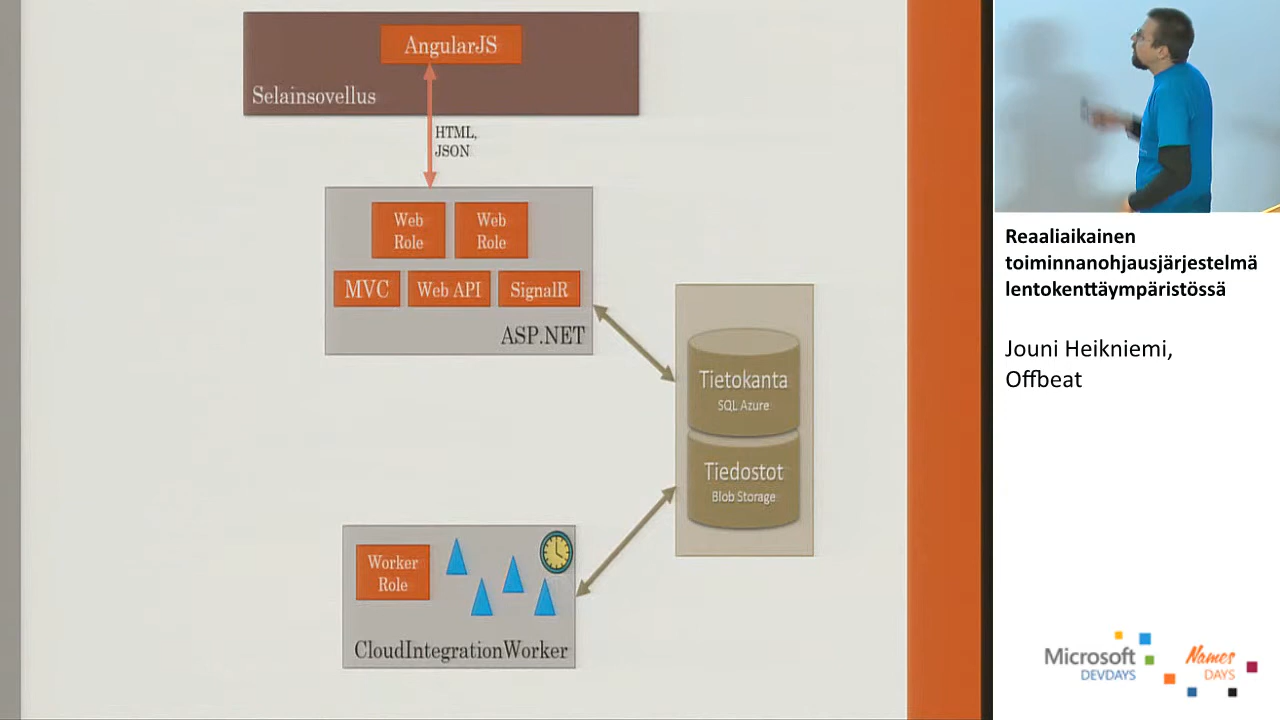 AngularJS
Selainsovellus
HTML,
JSON
Web
Role
Web
Role
MVC
Web API
SignalR
ASP.NET
Tietokanta
SQL Azure
Tiedostot
Blob Storage
Worker
Role
CloudIntegrationWorker
Reaaliaikainen
toiminnanohjausjärjestelmä
lentokenttäympäristössä
Jouni Heikniemi,
Offbeat
Microsoft
DEVDAYS
Names
DAYS